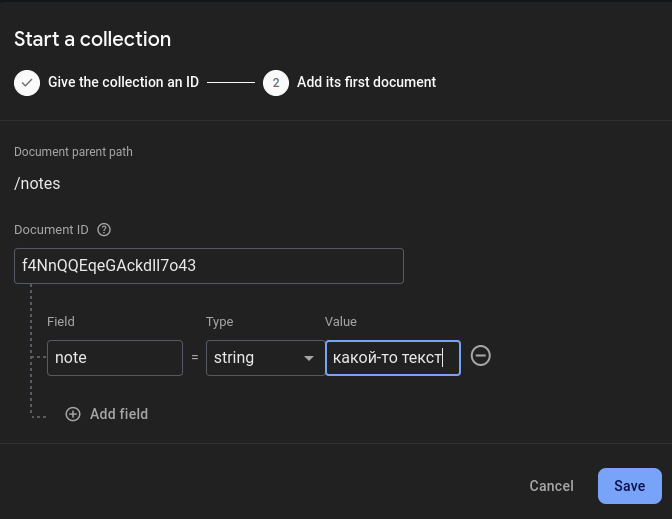 Start a collection
Give the collection an ID
2 Add its first document
Document parent path
/notes
Document ID ?
f4NnQQEqeGAckdII7o43
Field Type Value
note = string какой-то текст
Add field
Cancel Save